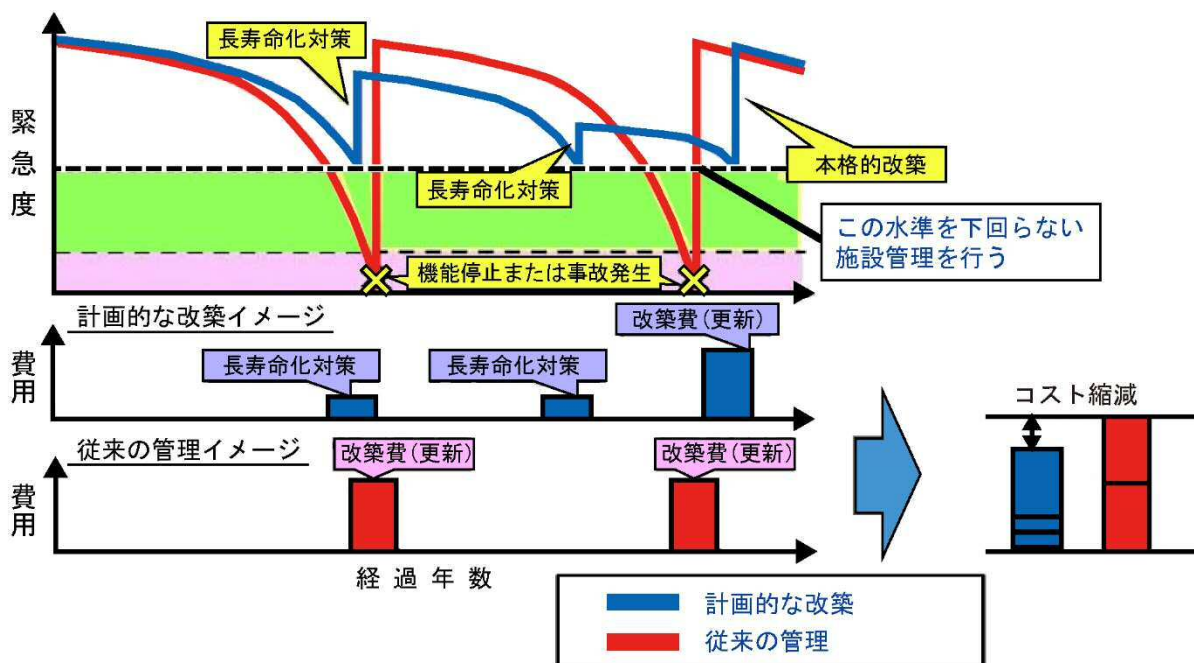 長寿命化対策
緊急度
長寿命化対策
本格的改築
この水準を下回らない
施設管理を行う
機能停止または事故発生
計画的な改築イメージ
改築費(更新)
費用
長寿命化対策
長寿命化対策
コスト縮減
従来の管理イメージ
改築費(更新)
改築費(更新)
費用
経過年数
計画的な改築
従来の管理